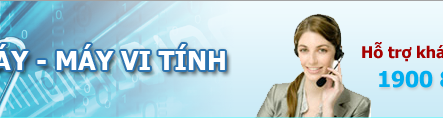 ÁY - MÁY VI TÍNH
Hỗ trợ khá
1900 8